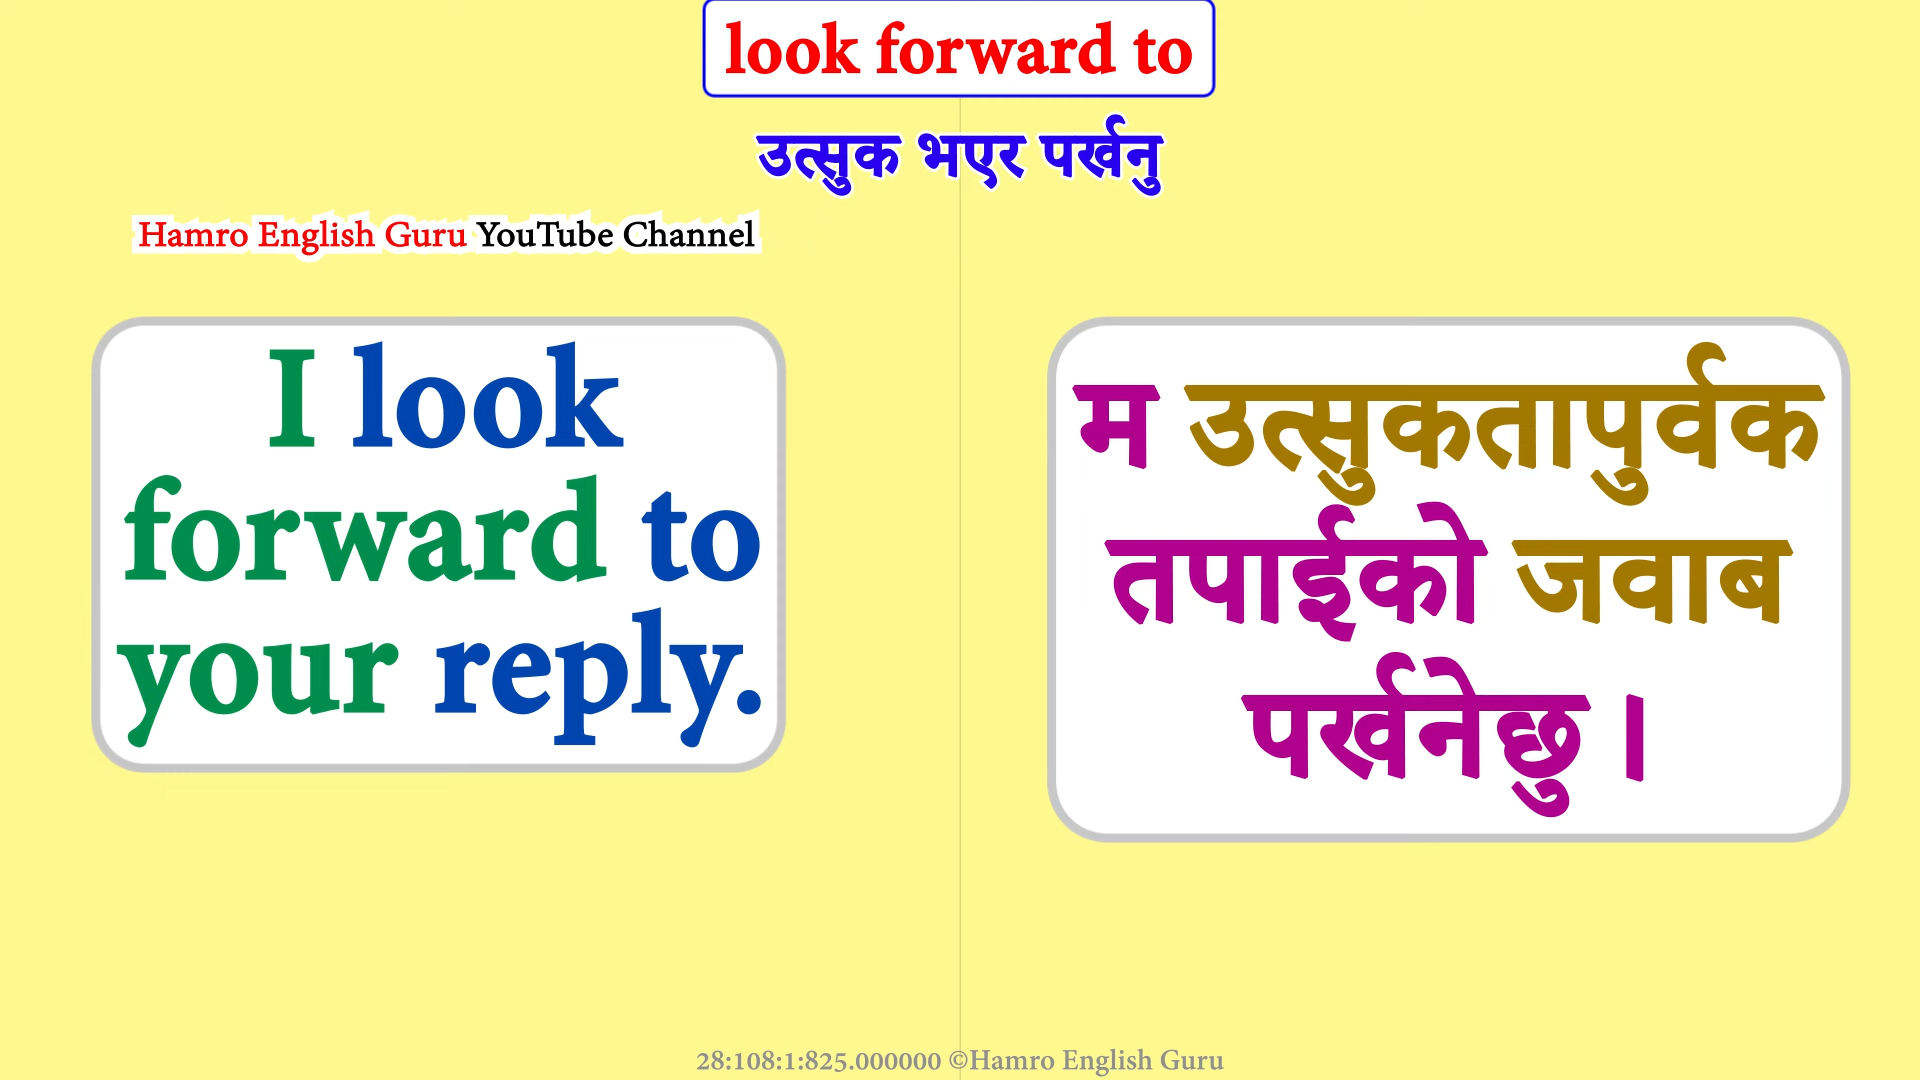 look forward to
उत्सुक भएर पर्खनु
Hamro English Guru YouTube Channel
I look
forward to
your reply.
म उत्सुकतापुर्वक
तपाईको जवाब
पर्खनेछु ।
28:108:1:825.000000 ©Hamro English Guru